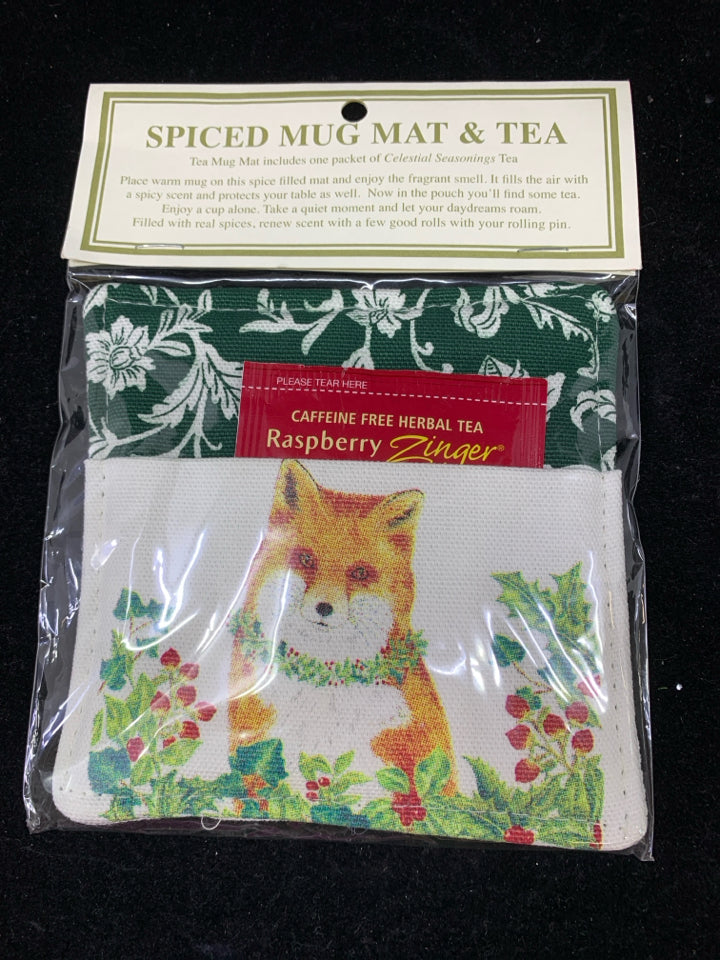 SPICED MUG MAT & TEA
Tea Mug Mat includes one packet of Celestial Seasonings Tea
Place warm mug on this spice filled mat and enjoy the fragrant smell. It fills the air with
a spicy scent and protects your table as well. Now in the pouch you'll find some tea.
Enjoy a cup alone. Take a quiet moment and let your daydreams roam.
Filled with real spices, renew scent with a few good rolls with your rolling pin.
PLEASE TEAR HERE
CAFFEINE FREE HERBAL TEA
Raspberry Zinger®